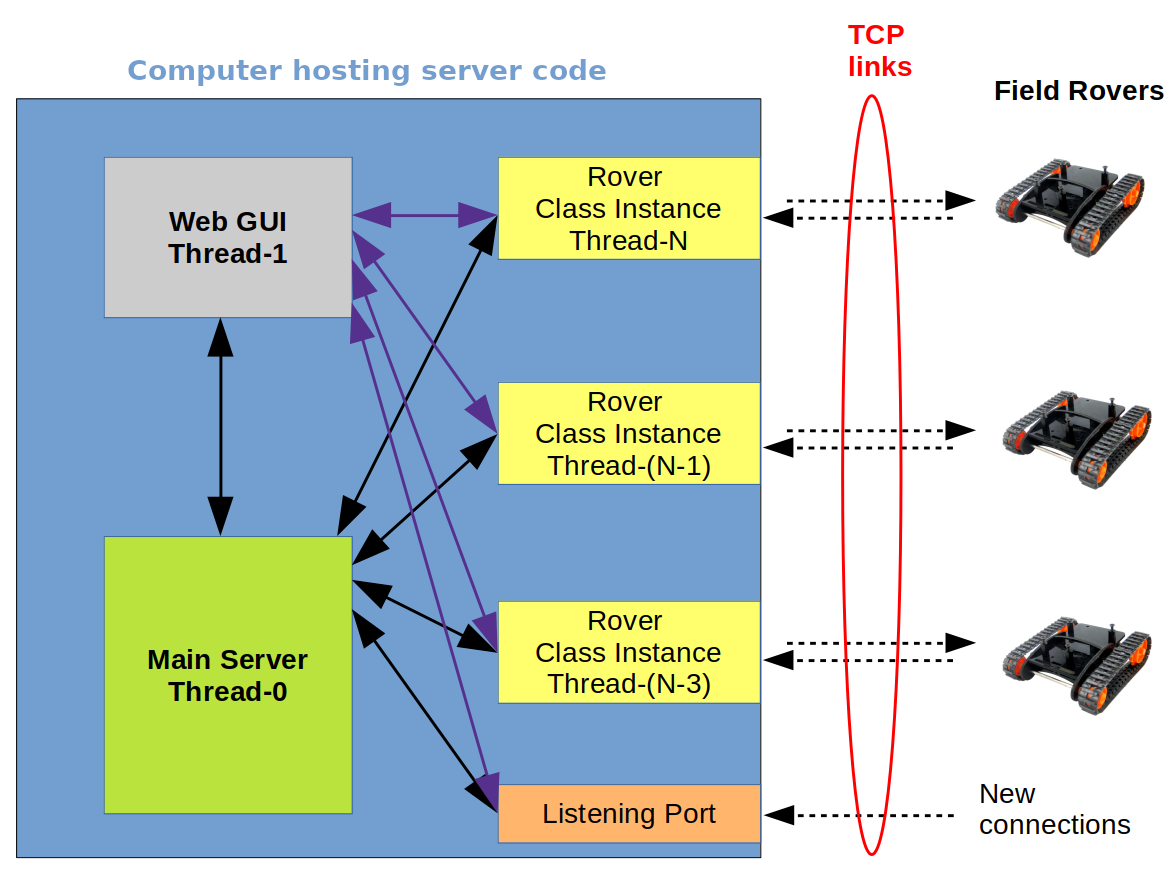 Computer hosting server code
TCP
links
Field Rovers
Web GUI
Thread-1
Rover
Class Instance
Thread-N
Rover
Class Instance
Thread-(N-1)
Main Server
Thread-0
Rover
Class Instance
Thread-(N-3)
Listening Port
New
connections